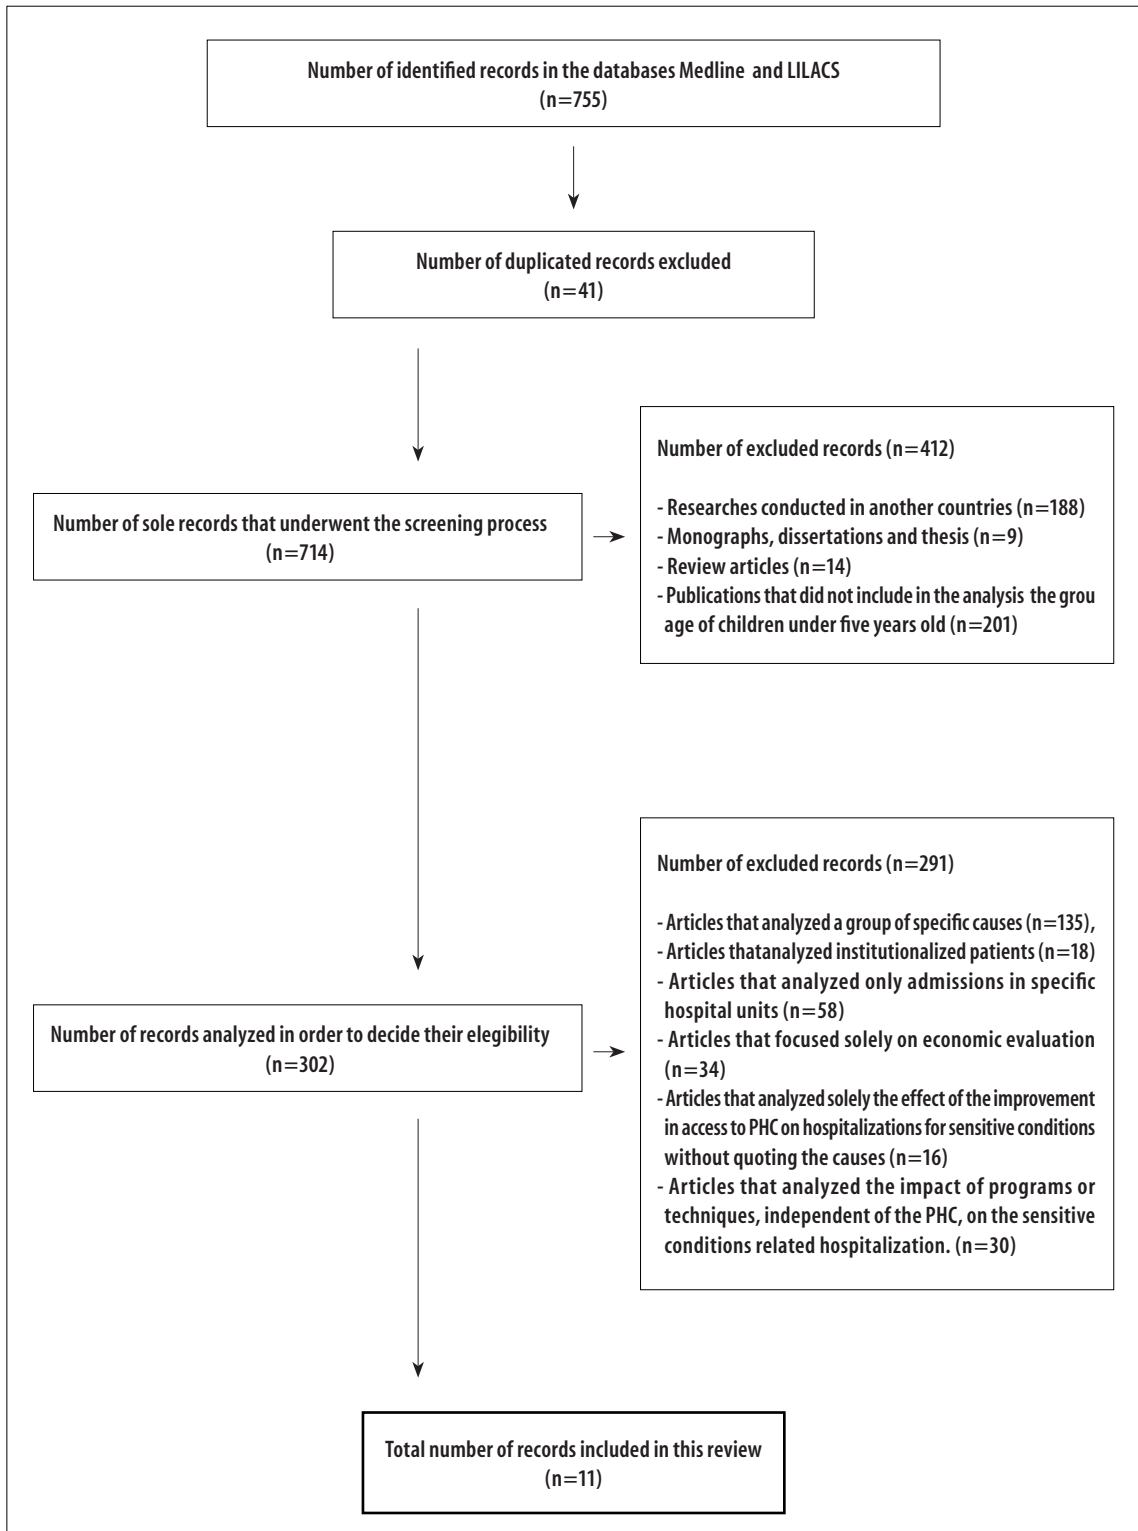 Number of identified records in the databases Medline and LILACS
(n=755)
Number of duplicated records excluded
(n=41)
Number of sole records that underwent the screening process
(n=714)
Number of excluded records (n=412)
- Researches conducted in another countries (n=188)
- Monographs, dissertations and thesis (n=9)
- Review articles (n=14)
- Publications that did not include in the analysis the grou
age of children under five years old (n=201)
Number of records analyzed in order to decide their elegibility
(n=302)
Number of excluded records (n=291)
- Articles that analyzed a group of specific causes (n=135),
- Articles thatanalyzed institutionalized patients (n=18)
- Articles that analyzed only admissions in specific
hospital units (n=58)
- Articles that focused solely on economic evaluation
(n=34)
- Articles that analyzed solely the effect of the improvement
in access to PHC on hospitalizations for sensitive conditions
without quoting the causes (n=16)
- Articles that analyzed the impact of programs or
techniques, independent of the PHC, on the sensitive
conditions related hospitalization. (n=30)
Total number of records included in this review
(n=11)